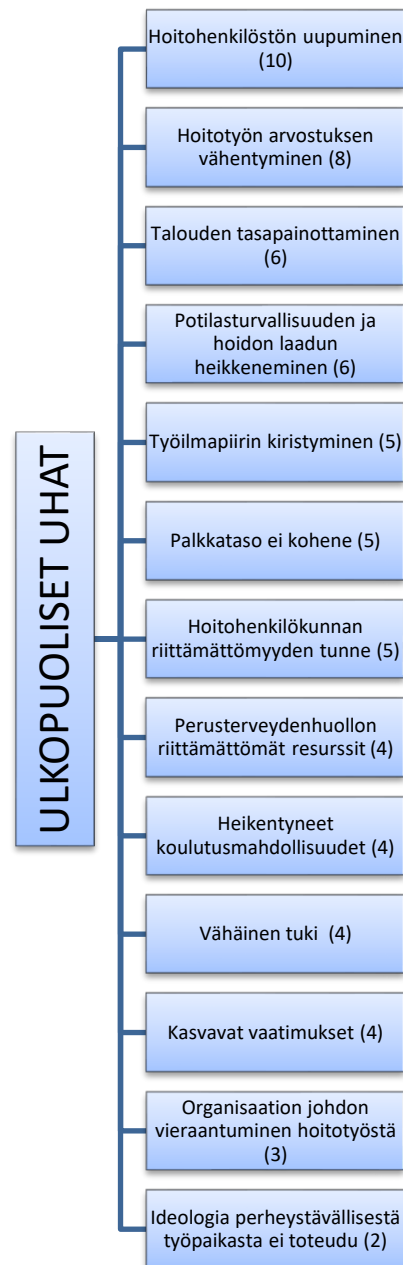 ULKOPUOLISET UHAT
Hoitohenkilöstön uupuminen
(10)
Hoitotyön arvostuksen
vähentyminen (8)
Talouden tasapainottaminen
(6)
Potilasturvallisuuden ja
hoidon laadun
heikkeneminen (6)
Työilmapiirin kiristyminen (5)
Palkkataso ei kohene (5)
Hoitohenkilökunnan
riittämättömyyden tunne (5)
Perusterveydenhuollon
riittämättömät resurssit (4)
Heikentyneet
koulutusmahdollisuudet (4)
Vähäinen tuki (4)
Kasvavat vaatimukset (4)
Organisaation johdon
vieraantuminen hoitotyöstä
(3)
Ideologia perheystävällisestä
työpaikasta ei toteudu (2)